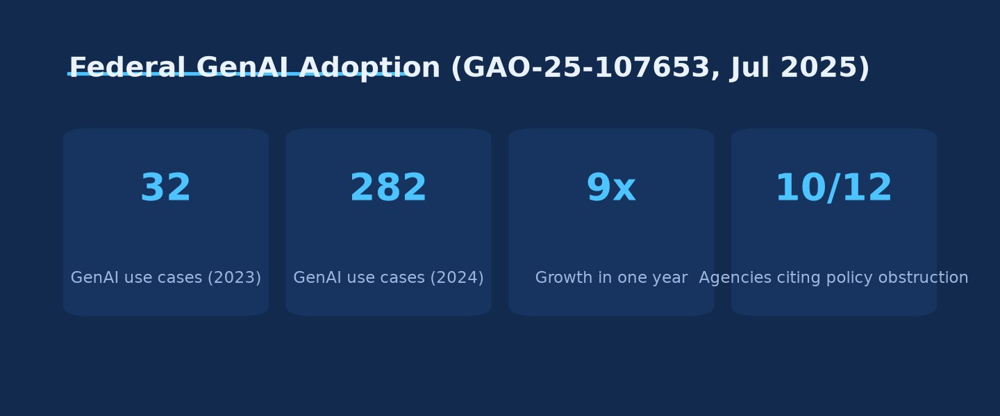 Federal GenAI Adoption (GAO-25-107653, Jul 2025)
32
GenAI use cases (2023)
282
GenAI use cases (2024)
9x
Growth in one year
10/12
Agencies citing policy obstruction